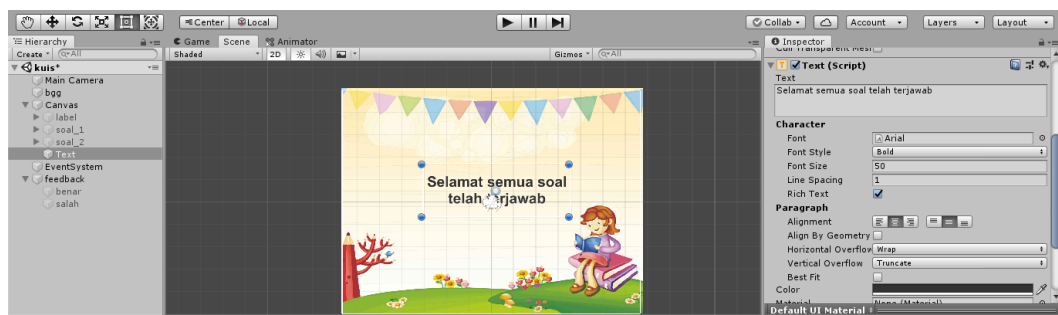 Center Local
Collab Account Layers Layout
Hierarchy
Create All
kuis*
Main Camera
bgg
Canvas
label
soal_1
soal_2
Text
EventSystem
feedback
benar
salah
Game Scene Animator
Shaded 2D Gizmos All
Selamat semua soal
telah terjawab
Inspector
Cull Transparent Mesh
Text (Script)
Text
Selamat semua soal telah terjawab
Character
Font Arial
Font Style Bold
Font Size 50
Line Spacing 1
Rich Text
Paragraph
Alignment
Align By Geometry
Horizontal Overflow Wrap
Vertical Overflow Truncate
Best Fit
Color
Material None (Material)
Default UI Material